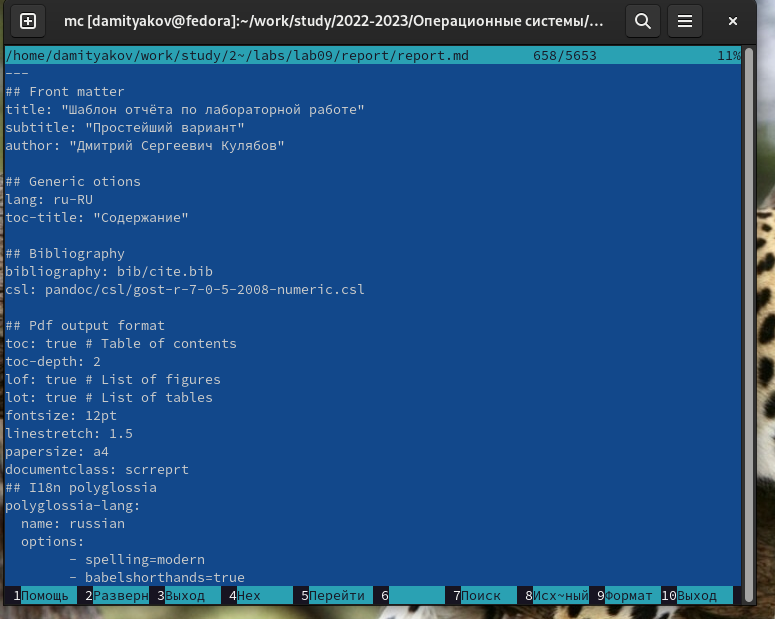 mc [damityakov@fedora]:~/work/study/2022-2023/Операционные системы/…
/home/damityakov/work/study/2~/labs/lab09/report/report.md 658/5653 11%
---
## Front matter
title: "Шаблон отчёта по лабораторной работе"
subtitle: "Простейший вариант"
author: "Дмитрий Сергеевич Кулябов"
## Generic otions
lang: ru-RU
toc-title: "Содержание"
## Bibliography
bibliography: bib/cite.bib
csl: pandoc/csl/gost-r-7-0-5-2008-numeric.csl
## Pdf output format
toc: true # Table of contents
toc-depth: 2
lof: true # List of figures
lot: true # List of tables
fontsize: 12pt
linestretch: 1.5
papersize: a4
documentclass: scrreprt
## I18n polyglossia
polyglossia-lang:
  name: russian
  options:
        - spelling=modern
        - babelshorthands=true
1Помощь 2Разверн 3Выход 4Hex 5Перейти 6 7Поиск 8Исх~ный 9Формат 10Выход